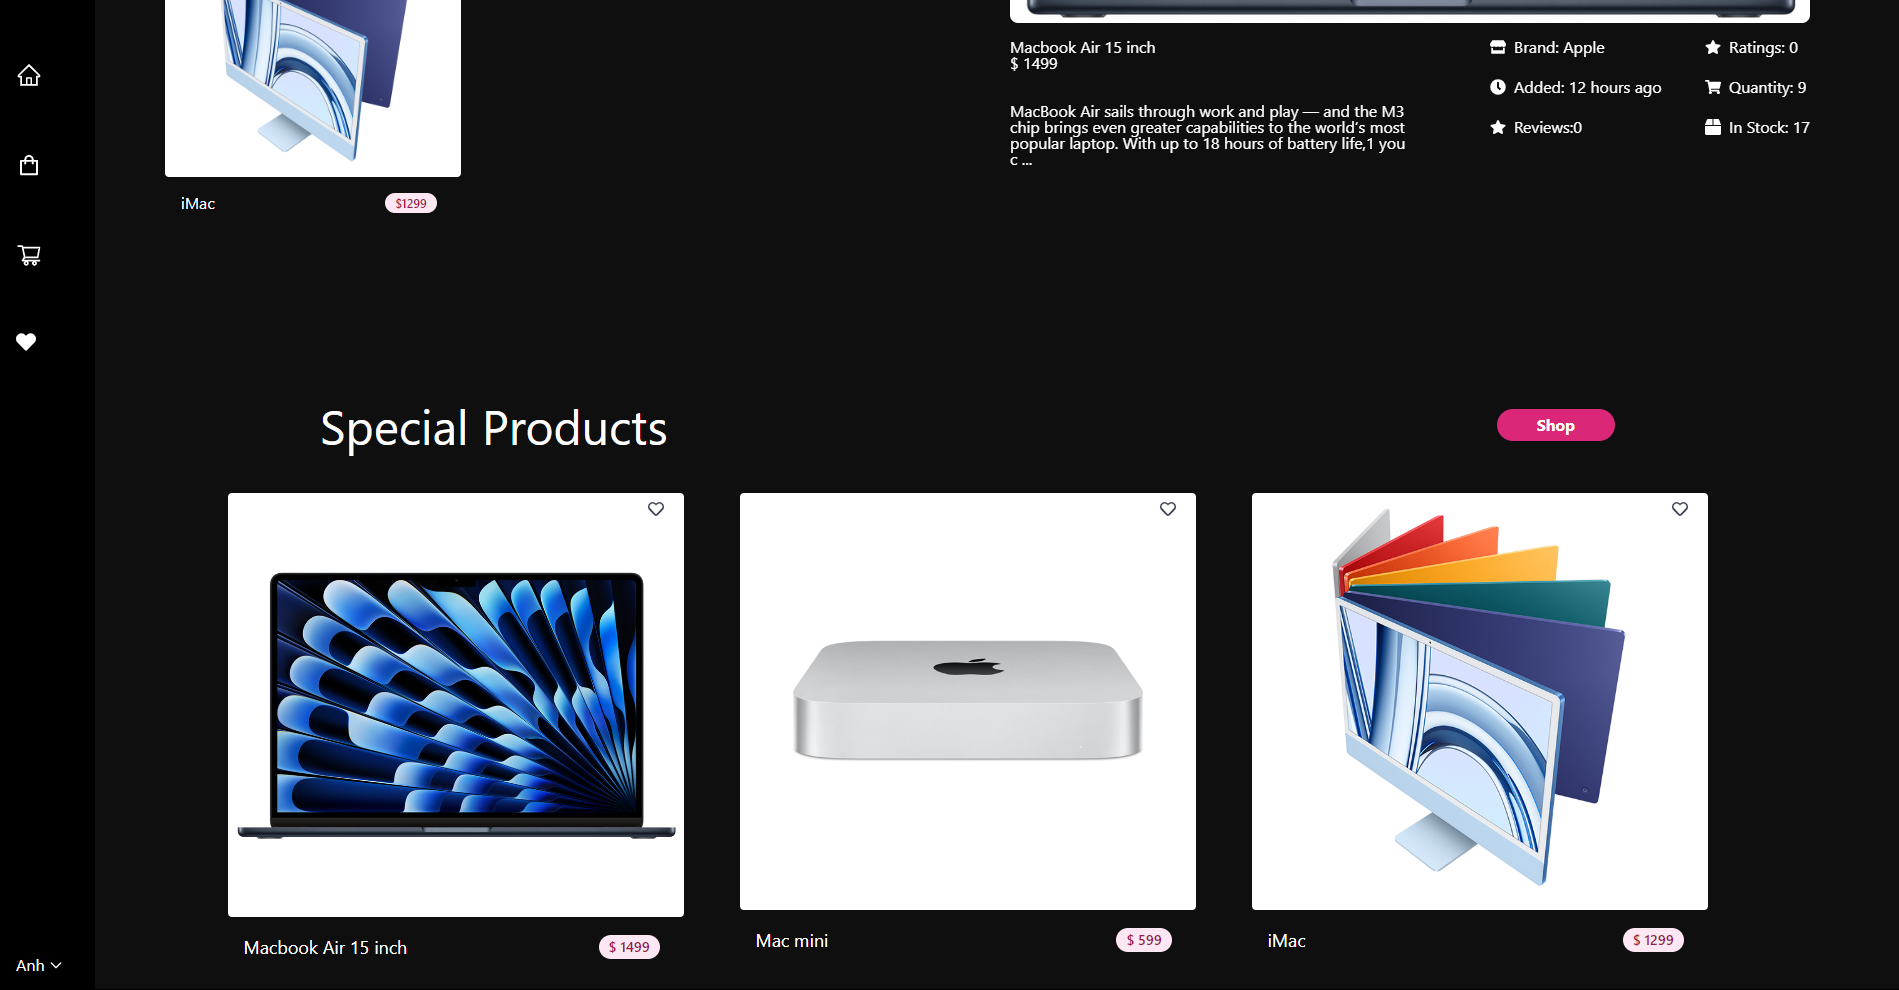 iMac
$1299
Macbook Air 15 inch
$ 1499
MacBook Air sails through work and play — and the M3
chip brings even greater capabilities to the world's most
popular laptop. With up to 18 hours of battery life,1 you
c ...
Brand: Apple
Added: 12 hours ago
Reviews:0
Ratings: 0
Quantity: 9
In Stock: 17
Special Products
Shop
Macbook Air 15 inch
$ 1499
Mac mini
$ 599
iMac
$ 1299
Anh